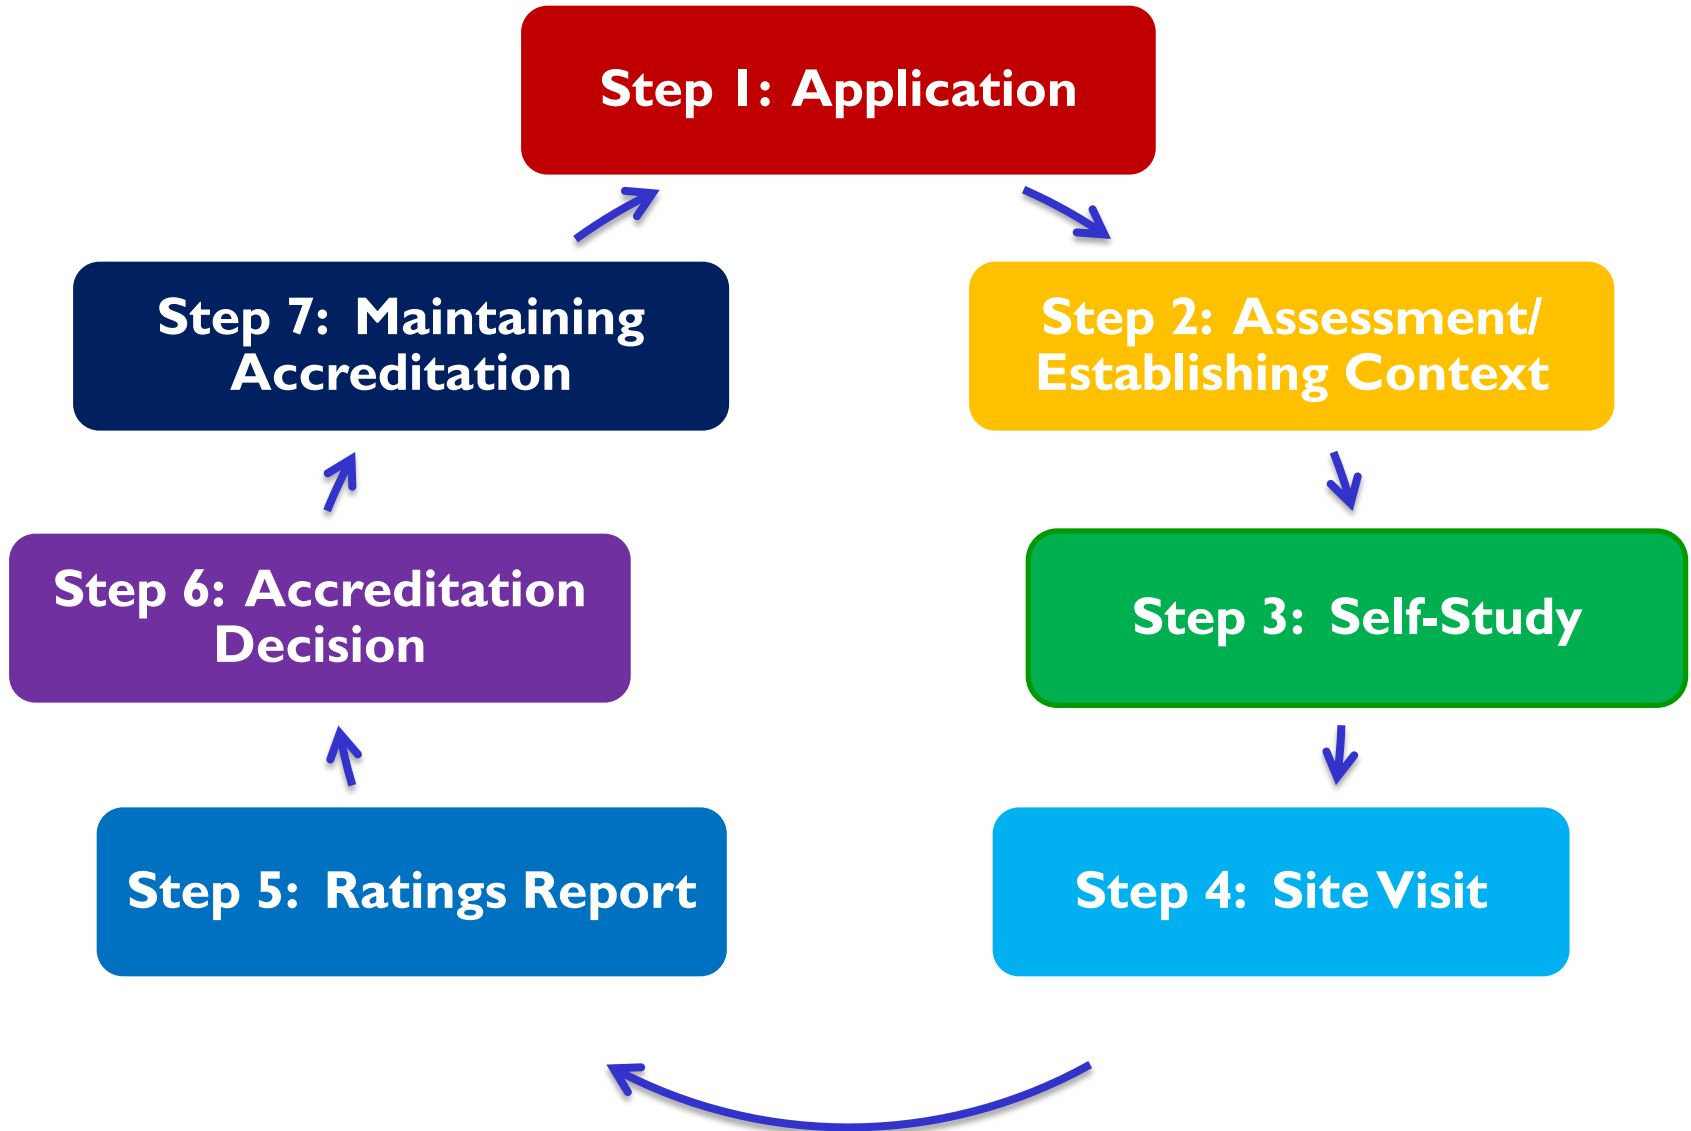 Step 1: Application
Step 2: Assessment/
Establishing Context
Step 3: Self-Study
Step 4: Site Visit
Step 5: Ratings Report
Step 6: Accreditation
Decision
Step 7: Maintaining
Accreditation